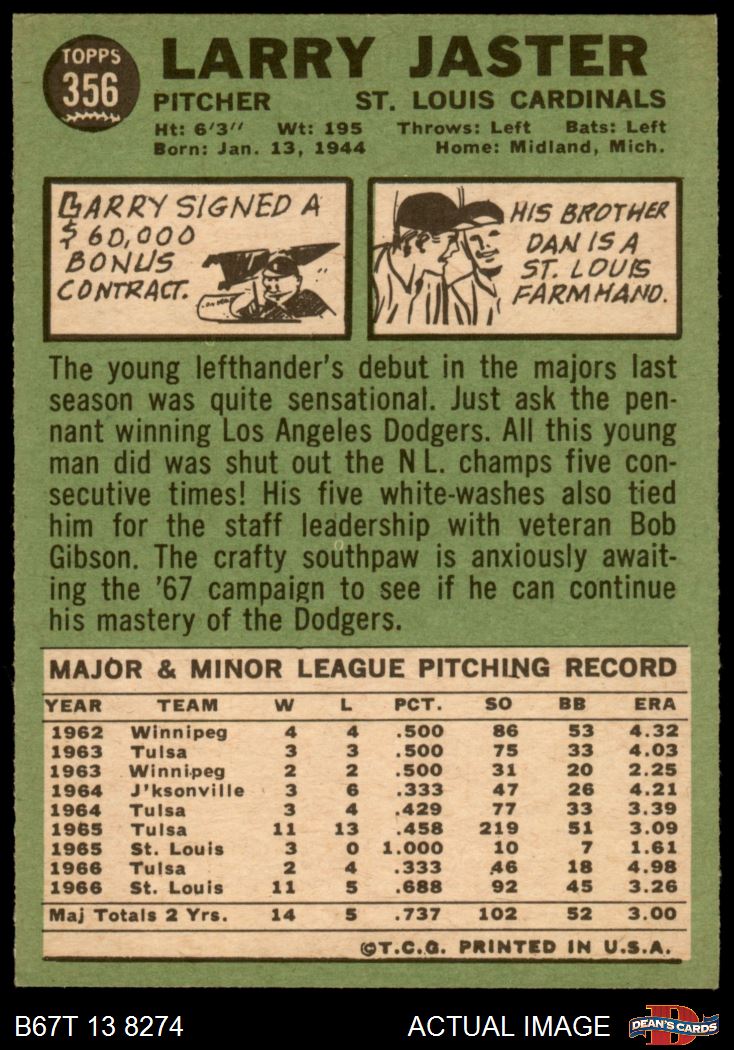 TOPPS
356
LARRY JASTER
PITCHER ST. LOUIS CARDINALS
Ht: 6'3" Wt: 195 Throws: Left Bats: Left
Born: Jan. 13, 1944 Home: Midland, Mich.
LARRY SIGNED A
$60,000
BONUS
CONTRACT.
HIS BROTHER
DAN IS A
ST. LOUIS
FARMHAND.
The young lefthander's debut in the majors last
season was quite sensational. Just ask the pen-
nant winning Los Angeles Dodgers. All this young
man did was shut out the N L. champs five con-
secutive times! His five white-washes also tied
him for the staff leadership with veteran Bob
Gibson. The crafty southpaw is anxiously await-
ing the '67 campaign to see if he can continue
his mastery of the Dodgers.
MAJOR & MINOR LEAGUE PITCHING RECORD
YEAR TEAM W L PCT. SO BB ERA
1962 Winnipeg 4 4 .500 86 53 4.32
1963 Tulsa 3 3 .500 75 33 4.03
1963 Winnipeg 2 2 .500 31 20 2.25
1964 J'ksonville 3 6 .333 47 26 4.21
1964 Tulsa 3 4 .429 77 33 3.39
1965 Tulsa 11 13 .458 219 51 3.09
1965 St. Louis 3 0 1.000 10 7 1.61
1966 Tulsa 2 4 .333 46 18 4.98
1966 St. Louis 11 5 .688 92 45 3.26
Maj Totals 2 Yrs. 14 5 .737 102 52 3.00
©T.C.G. PRINTED IN U.S.A.
B67T 13 8274 ACTUAL IMAGE
D
DEAN'S CARDS